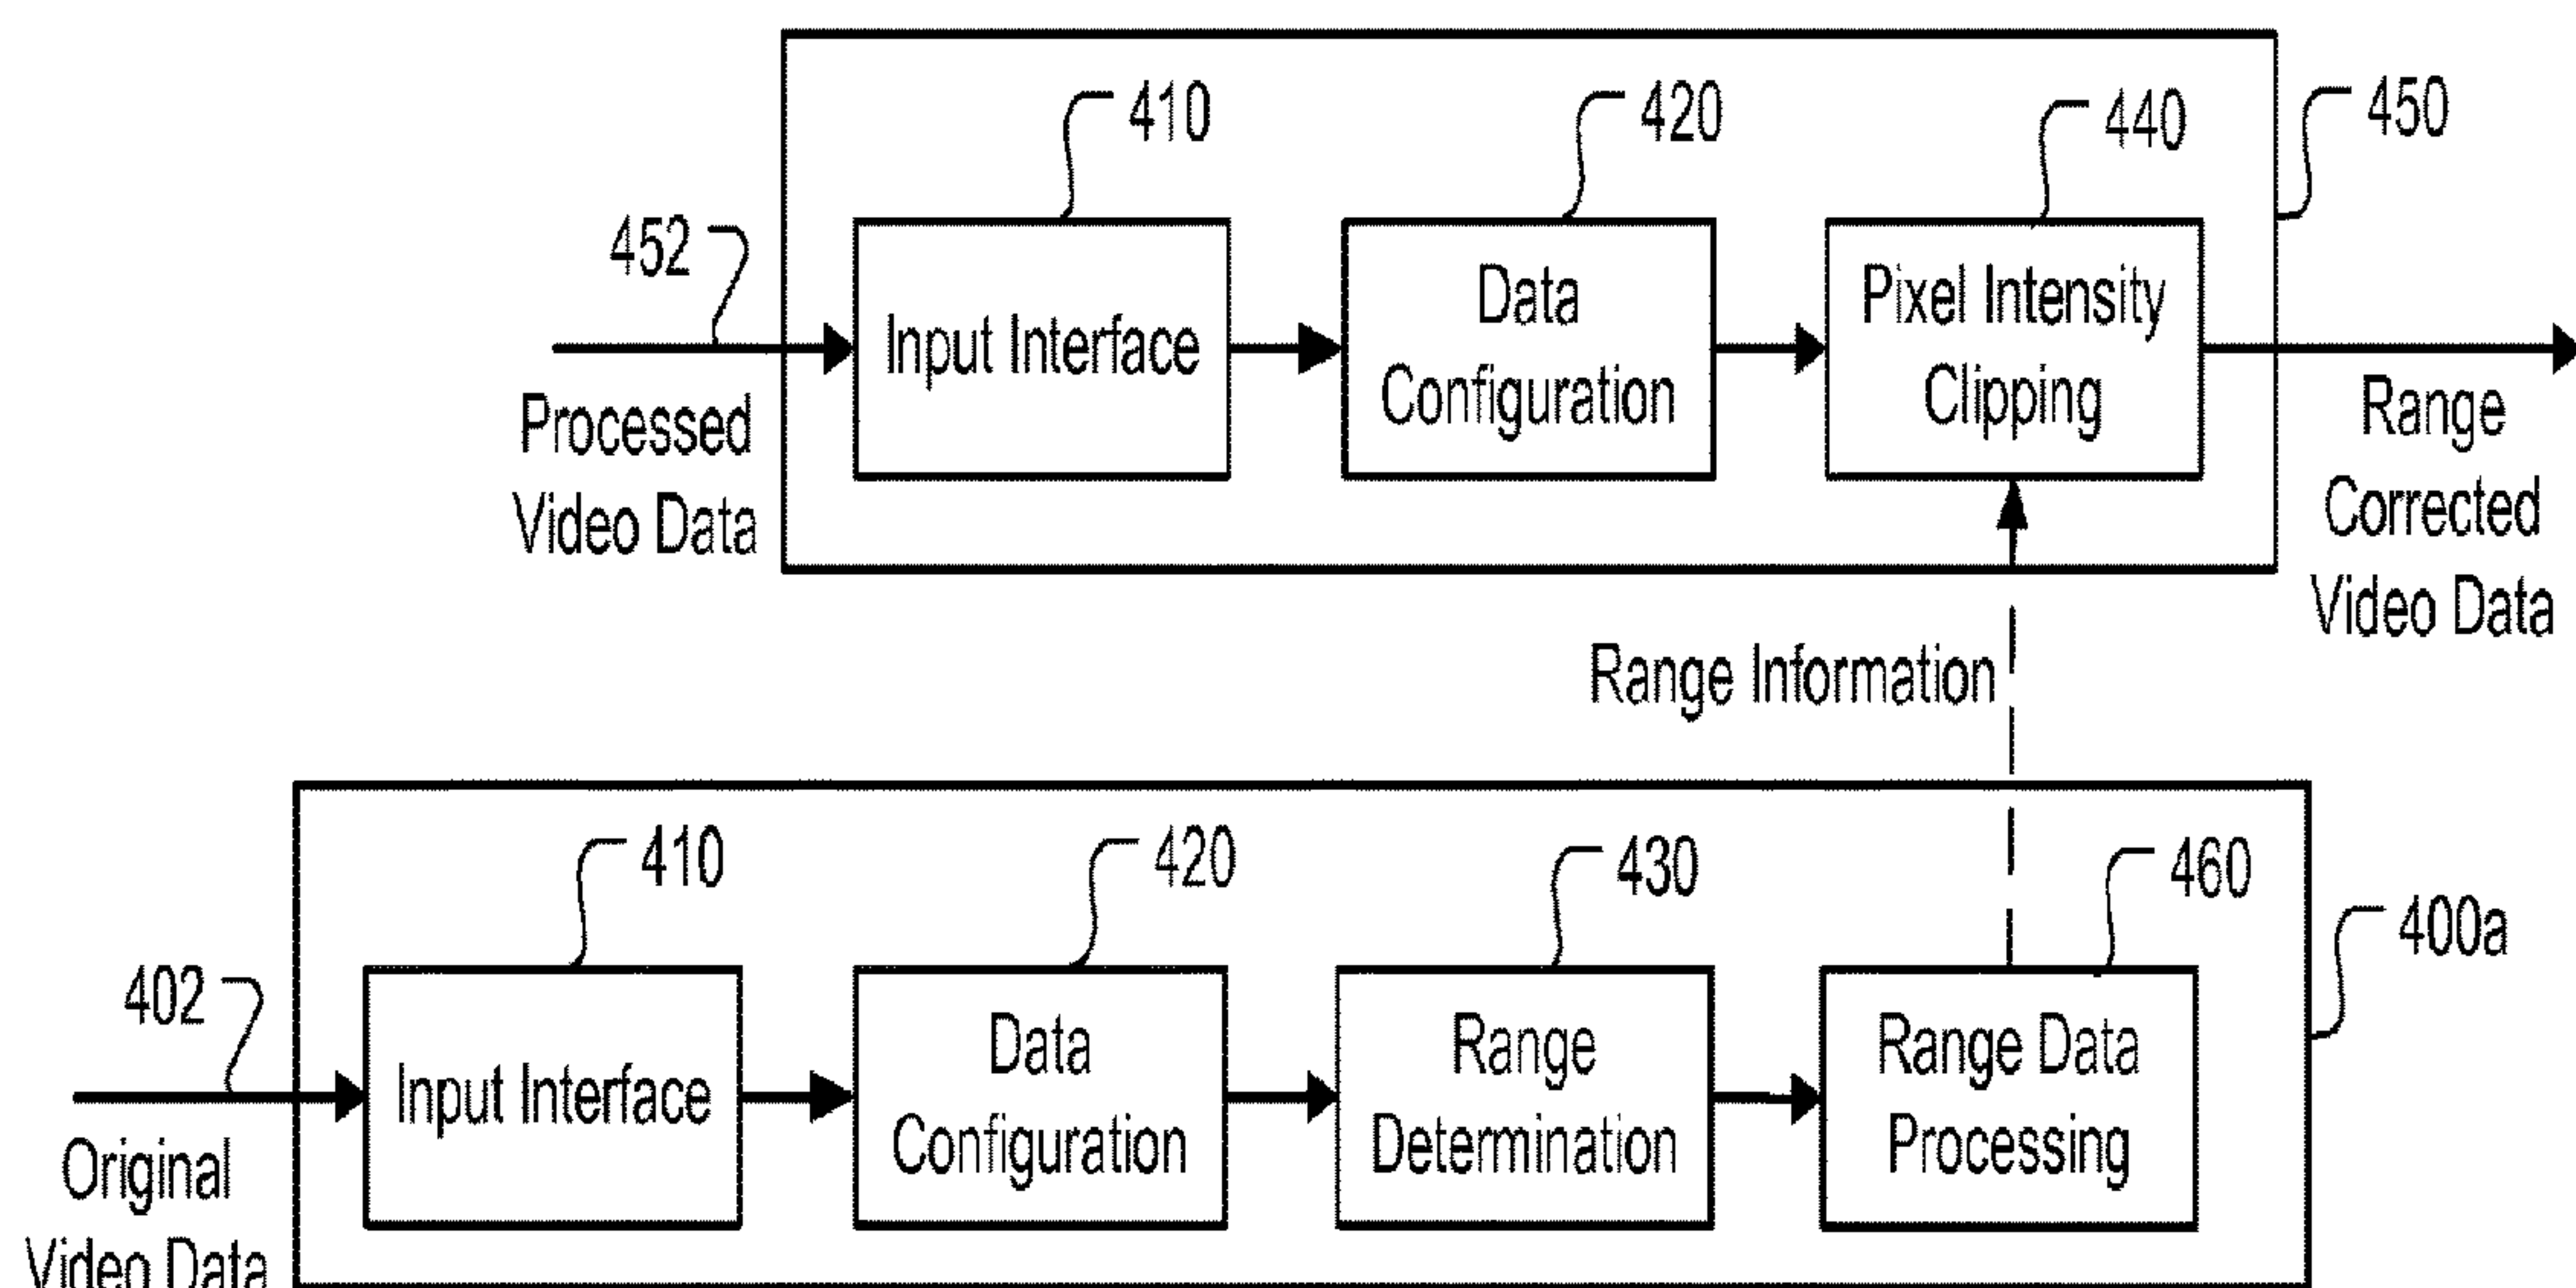 410
420
440
450
452
Input Interface
Data
Configuration
Pixel Intensity
Clipping
Processed
Video Data
Range
Corrected
Video Data
Range Information
410
420
430
460
400a
402
Input Interface
Data
Configuration
Range
Determination
Range Data
Processing
Original
Video Data